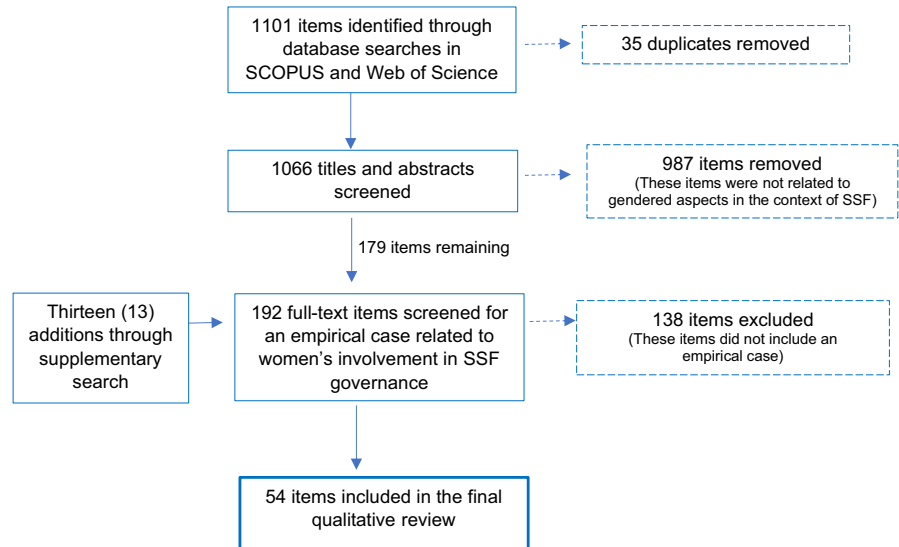 1101 items identified through
database searches in
SCOPUS and Web of Science
35 duplicates removed
1066 titles and abstracts
screened
987 items removed
(These items were not related to
gendered aspects in the context of SSF)
179 items remaining
Thirteen (13)
additions through
supplementary
search
192 full-text items screened for
an empirical case related to
women’s involvement in SSF
governance
138 items excluded
(These items did not include an
empirical case)
54 items included in the final
qualitative review